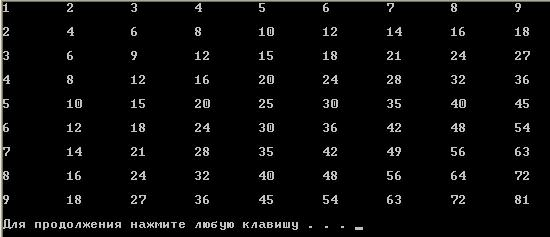 1 2 3 4 5 6 7 8 9
2 4 6 8 10 12 14 16 18
3 6 9 12 15 18 21 24 27
4 8 12 16 20 24 28 32 36
5 10 15 20 25 30 35 40 45
6 12 18 24 30 36 42 48 54
7 14 21 28 35 42 49 56 63
8 16 24 32 40 48 56 64 72
9 18 27 36 45 54 63 72 81
Для продолжения нажмите любую клавишу . . .